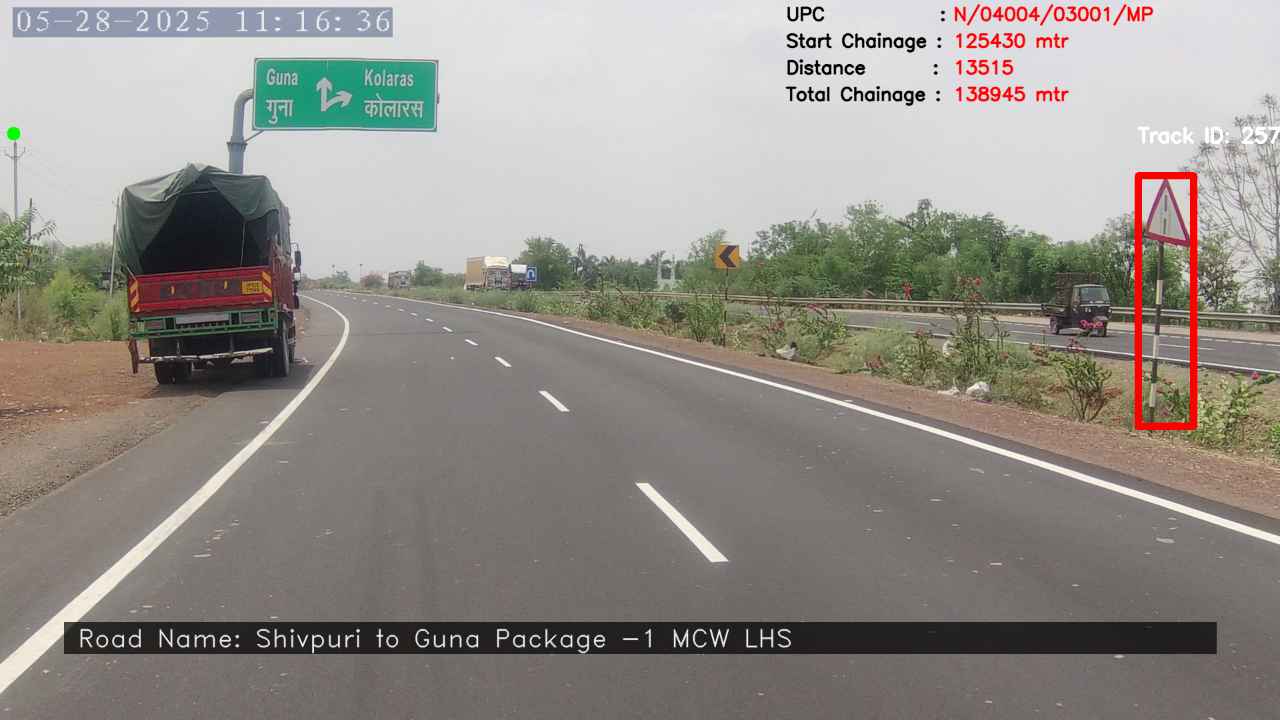 05-28-2025 11:16:36
UPC : N/04004/03001/MP
Start Chainage : 125430 mtr
Distance : 13515
Total Chainage : 138945 mtr
Guna Kolaras
गुना कोलारस
Track ID: 257
Road Name: Shivpuri to Guna Package -1 MCW LHS